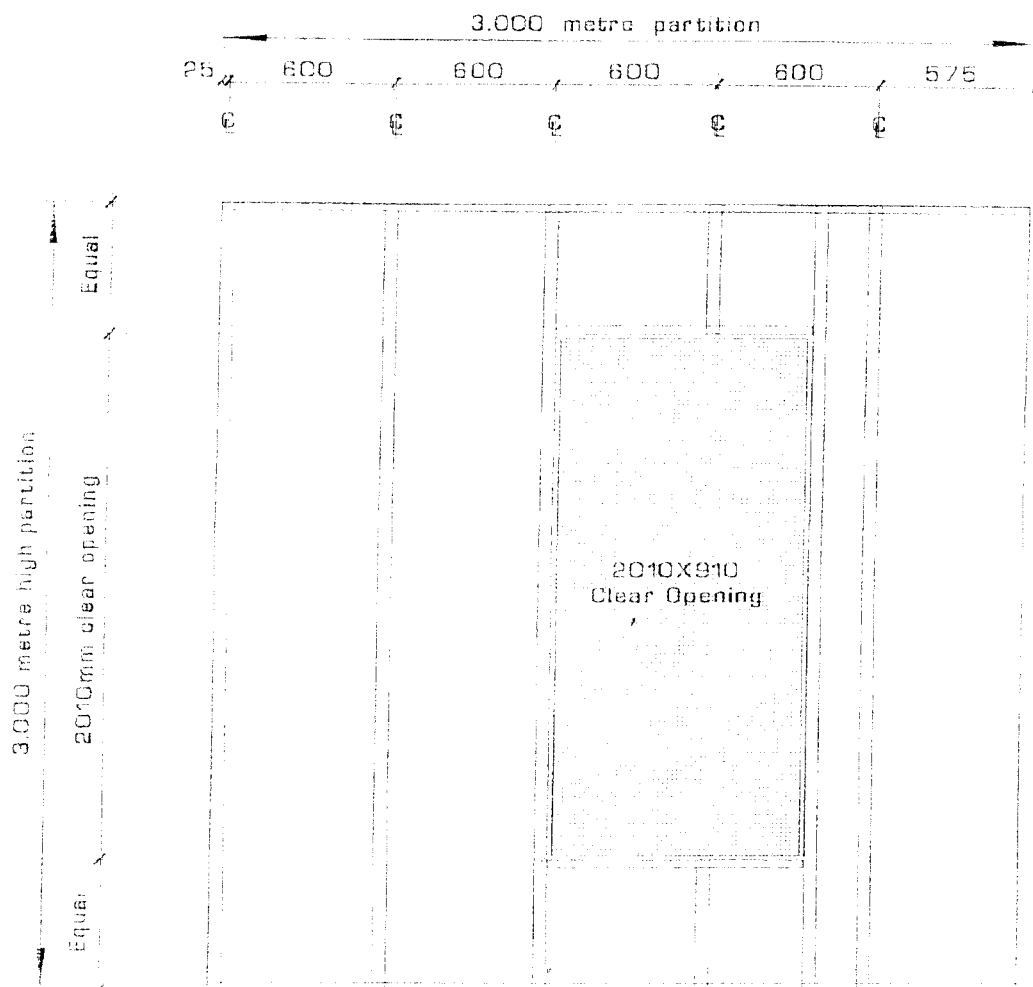 3.000 metre partition
25 600 600 600 600 575
℄ ℄ ℄ ℄ ℄
Equal
3.000 metre high partition
2010mm clear opening
2010X910
Clear Opening
Equal